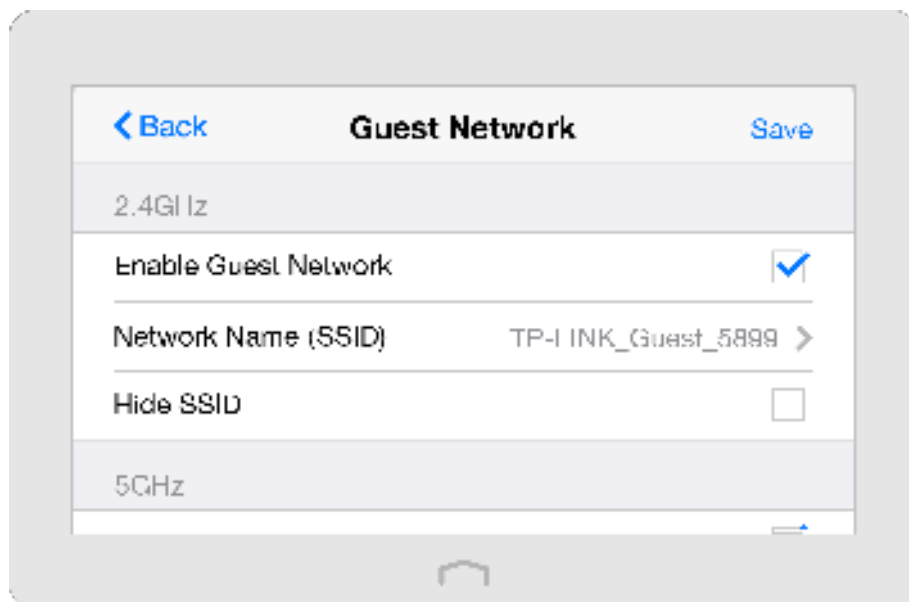 Back Guest Network Save
2.4GHz
Enable Guest Network
Network Name (SSID) TP-LINK_Guest_5899
Hide SSID
5GHz